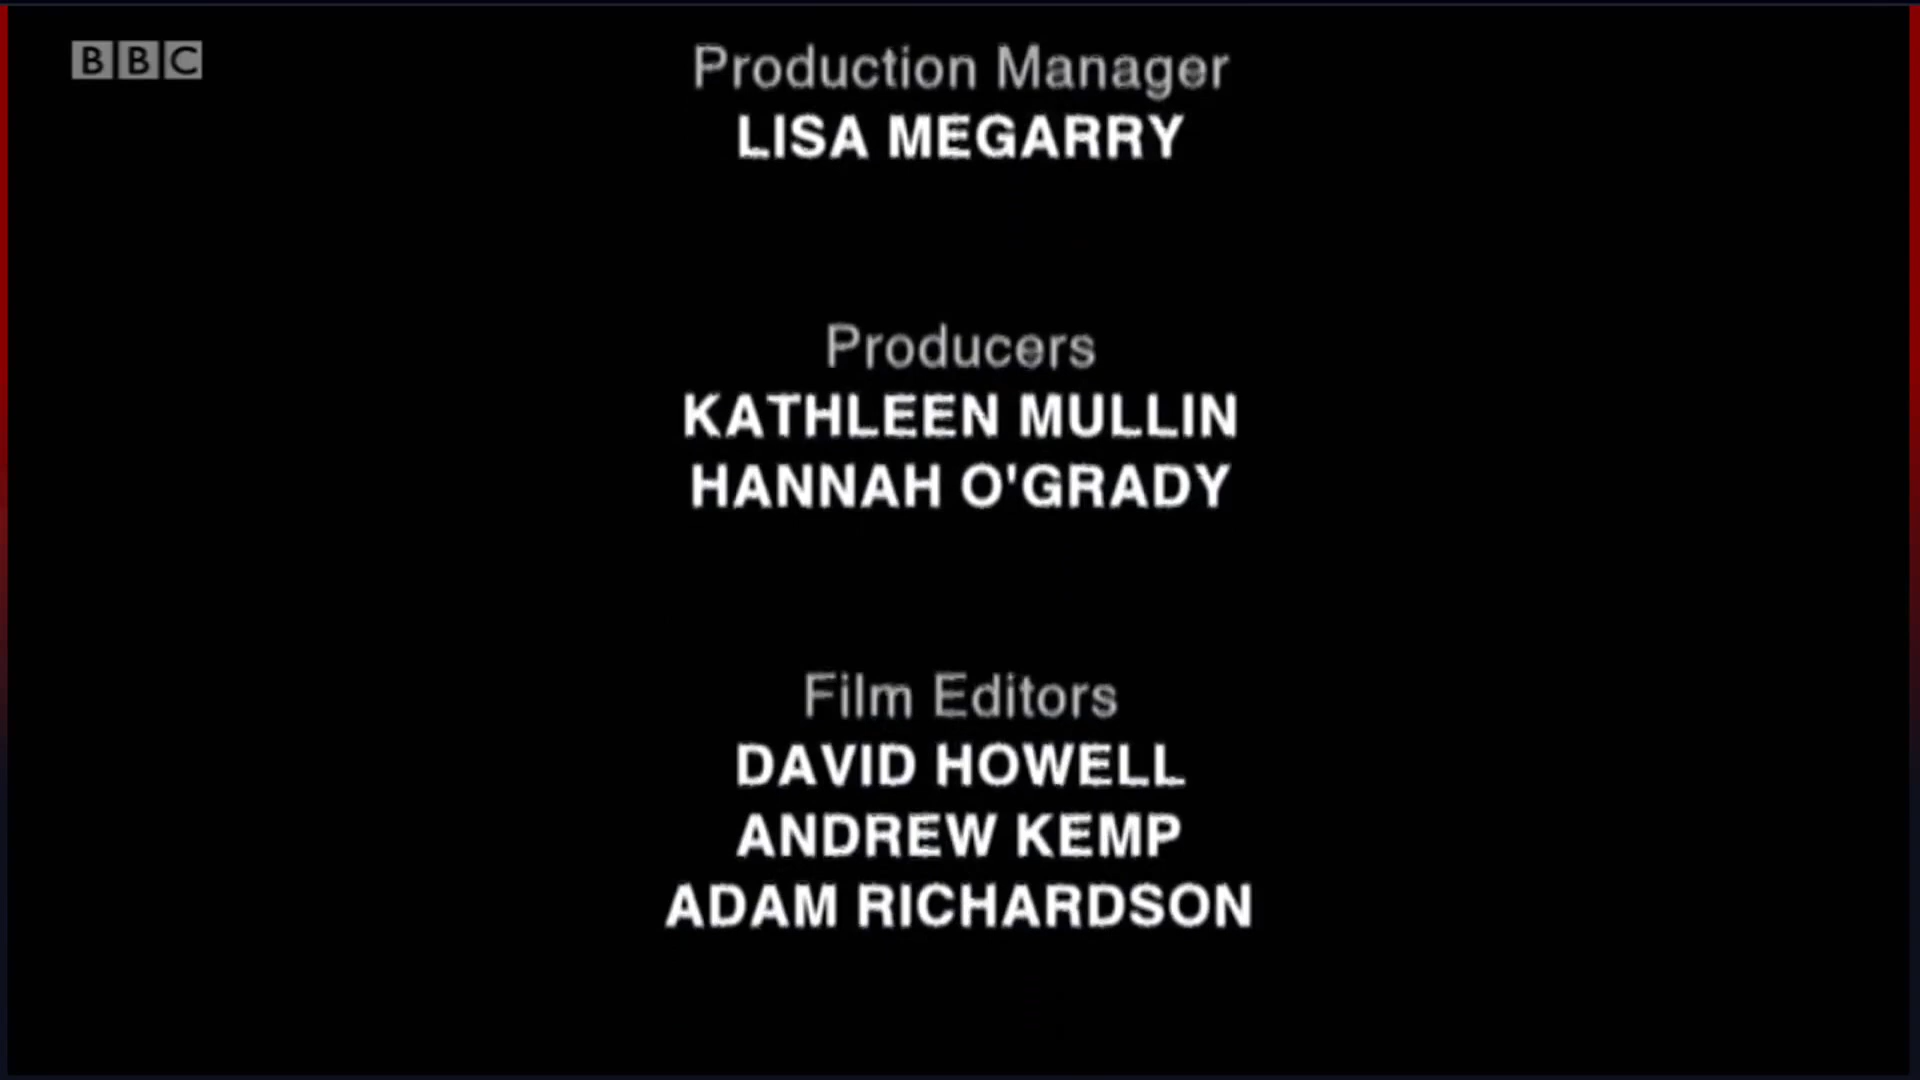 BBC
Production Manager
LISA MEGARRY
Producers
KATHLEEN MULLIN
HANNAH O'GRADY
Film Editors
DAVID HOWELL
ANDREW KEMP
ADAM RICHARDSON